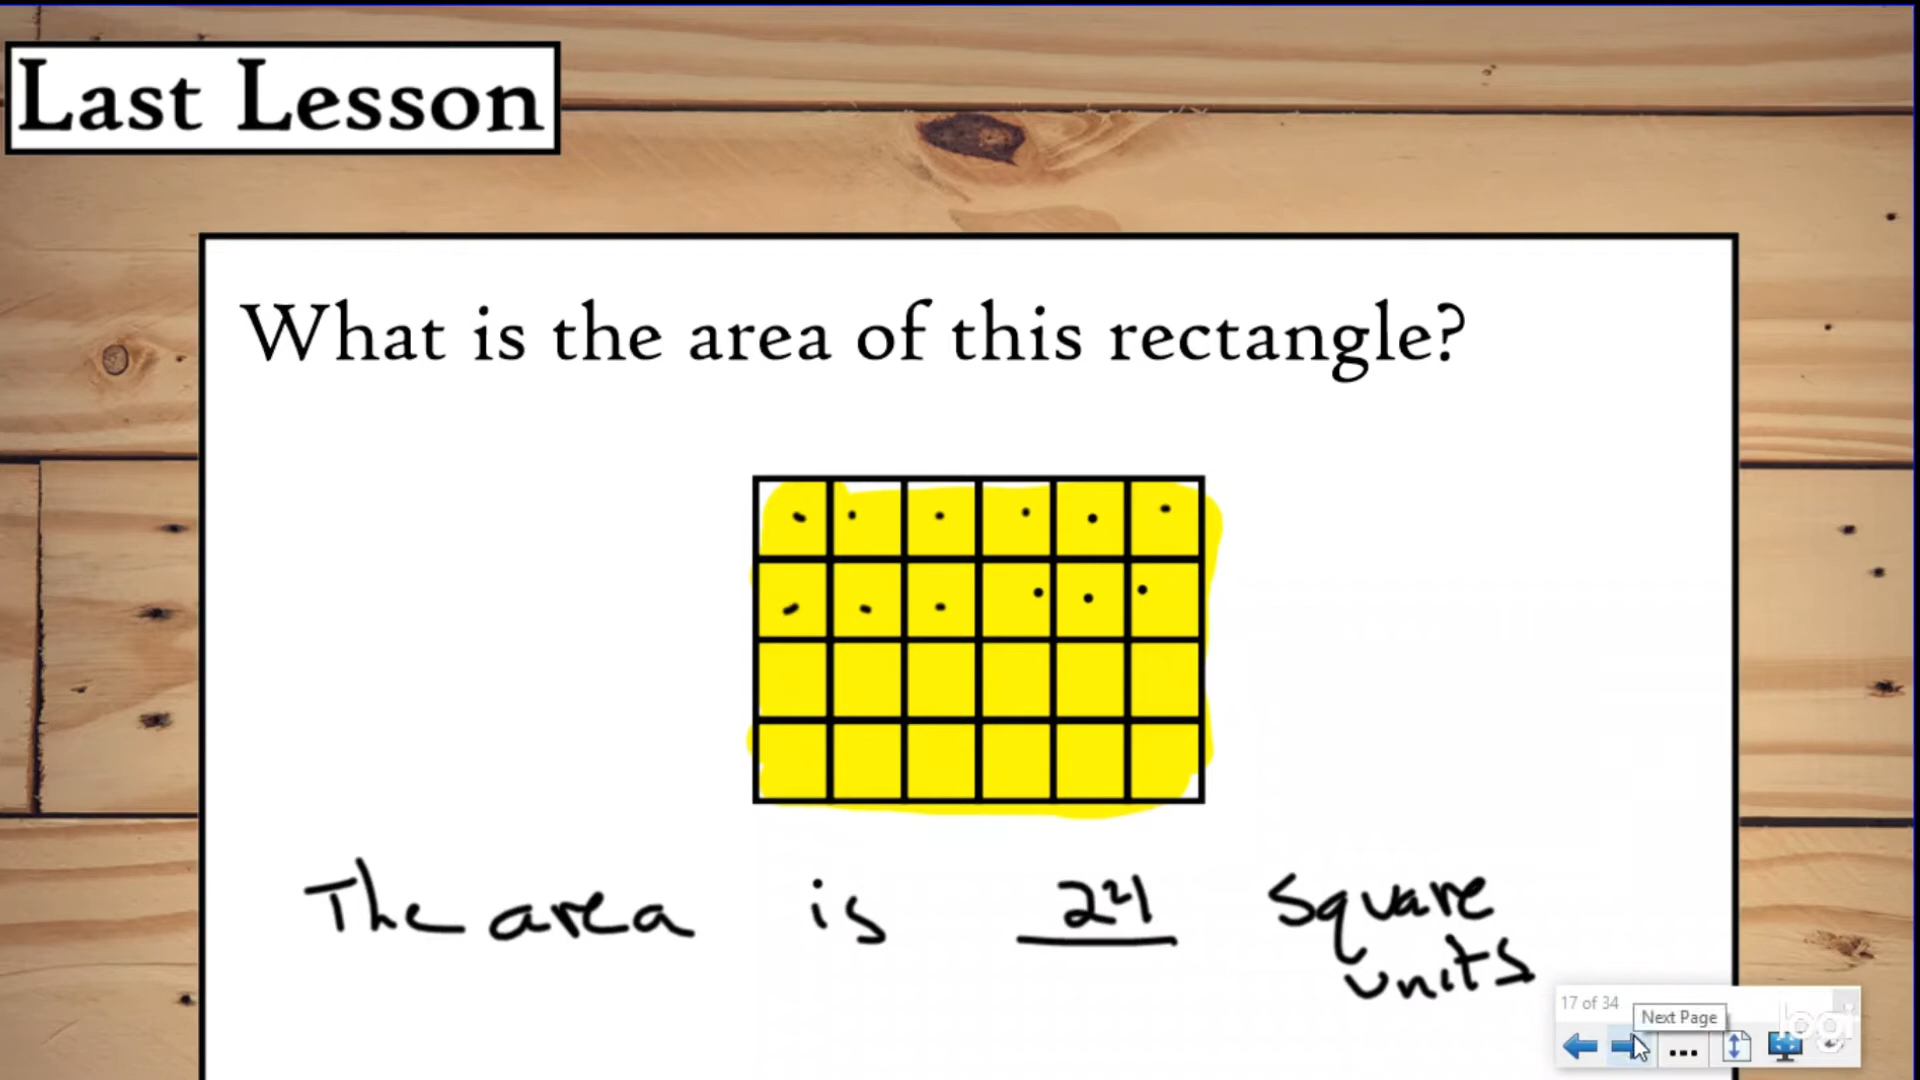 Last Lesson
What is the area of this rectangle?
The area is 24 square
units
17 of 34
Next Page
logi